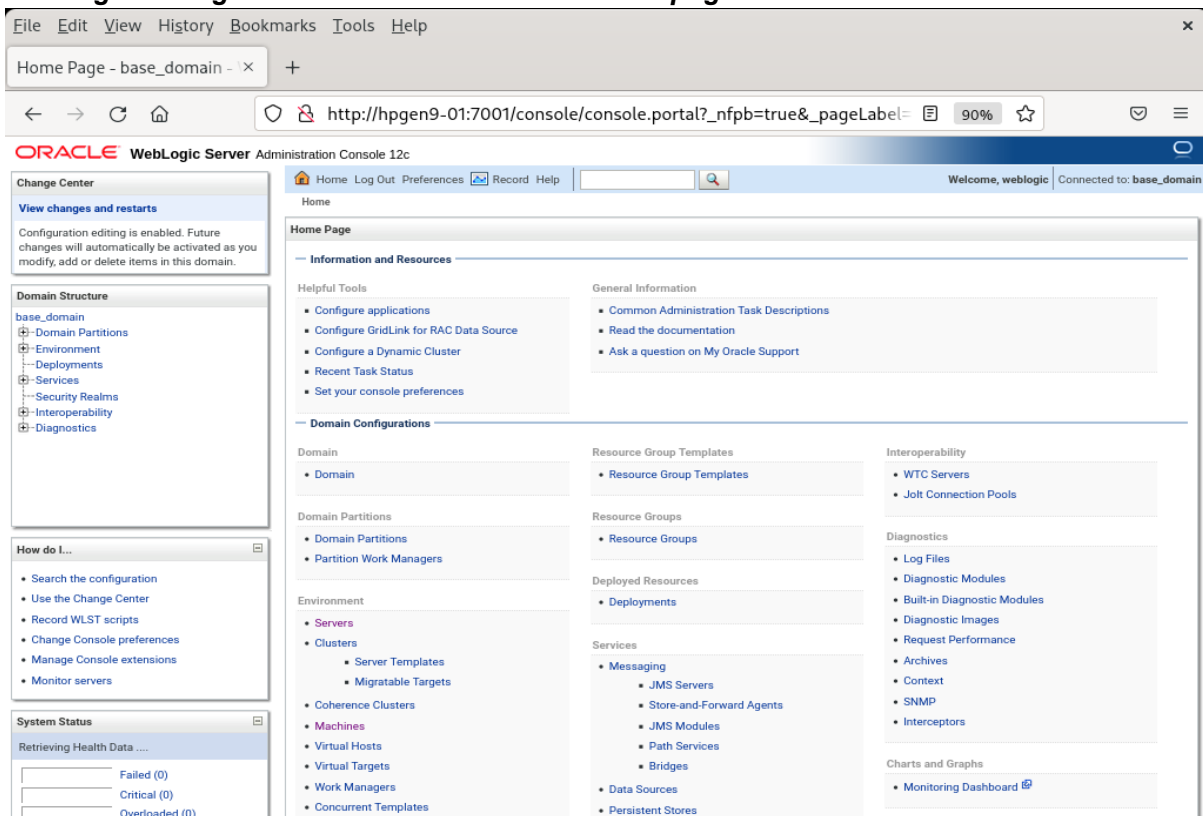 File Edit View History Bookmarks Tools Help
Home Page - base_domain -
http://hpgen9-01:7001/console/console.portal?_nfpb=true&_pageLabel=
90%
ORACLE WebLogic Server Administration Console 12c
Change Center
View changes and restarts
Configuration editing is enabled. Future
changes will automatically be activated as you
modify, add or delete items in this domain.
Domain Structure
base_domain
Domain Partitions
Environment
Deployments
Services
Security Realms
Interoperability
Diagnostics
How do I...
Search the configuration
Use the Change Center
Record WLST scripts
Change Console preferences
Manage Console extensions
Monitor servers
System Status
Retrieving Health Data ....
Failed (0)
Critical (0)
Overloaded (0)
Home Log Out Preferences Record Help
Welcome, weblogic Connected to: base_domain
Home
Home Page
Information and Resources
Helpful Tools
Configure applications
Configure GridLink for RAC Data Source
Configure a Dynamic Cluster
Recent Task Status
Set your console preferences
General Information
Common Administration Task Descriptions
Read the documentation
Ask a question on My Oracle Support
Domain Configurations
Domain
Domain
Domain Partitions
Domain Partitions
Partition Work Managers
Environment
Servers
Clusters
Server Templates
Migratable Targets
Coherence Clusters
Machines
Virtual Hosts
Virtual Targets
Work Managers
Concurrent Templates
Resource Group Templates
Resource Group Templates
Resource Groups
Resource Groups
Deployed Resources
Deployments
Services
Messaging
JMS Servers
Store-and-Forward Agents
JMS Modules
Path Services
Bridges
Data Sources
Persistent Stores
Interoperability
WTC Servers
Jolt Connection Pools
Diagnostics
Log Files
Diagnostic Modules
Built-in Diagnostic Modules
Diagnostic Images
Request Performance
Archives
Context
SNMP
Interceptors
Charts and Graphs
Monitoring Dashboard